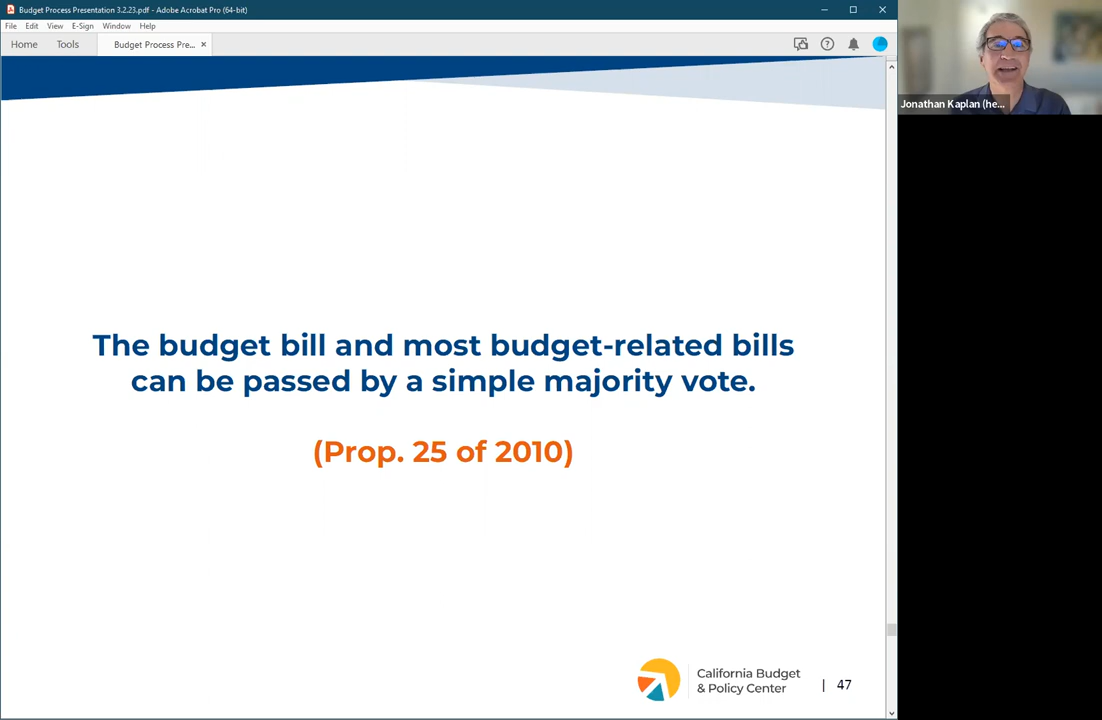 Budget Process Presentation 3.2.23.pdf - Adobe Acrobat Pro (64-bit)
File Edit View E-Sign Window Help
Home Tools Budget Process Pre... ×
Jonathan Kaplan (he...
The budget bill and most budget-related bills
can be passed by a simple majority vote.
(Prop. 25 of 2010)
California Budget
& Policy Center | 47